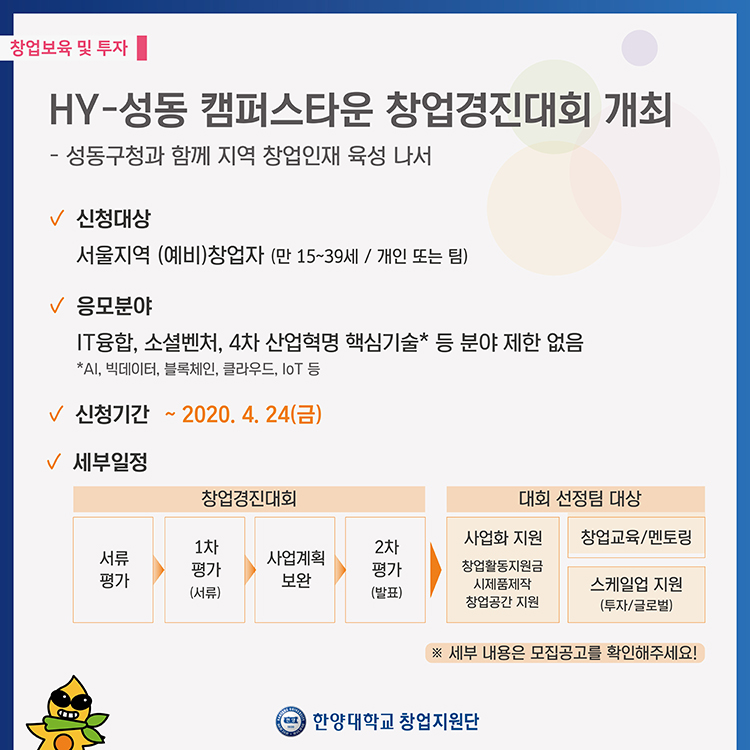 창업보육 및 투자
HY-성동 캠퍼스타운 창업경진대회 개최
- 성동구청과 함께 지역 창업인재 육성 나서
✓ 신청대상
서울지역 (예비)창업자 (만 15~39세 / 개인 또는 팀)
✓ 응모분야
IT융합, 소셜벤처, 4차 산업혁명 핵심기술* 등 분야 제한 없음
*AI, 빅데이터, 블록체인, 클라우드, IoT 등
✓ 신청기간 ~ 2020. 4. 24(금)
✓ 세부일정
창업경진대회
서류
평가
1차
평가
(서류)
사업계획
보완
2차
평가
(발표)
대회 선정팀 대상
사업화 지원
창업활동지원금
시제품제작
창업공간 지원
창업교육/멘토링
스케일업 지원
(투자/글로벌)
※ 세부 내용은 모집공고를 확인해주세요!
한양대학교 창업지원단